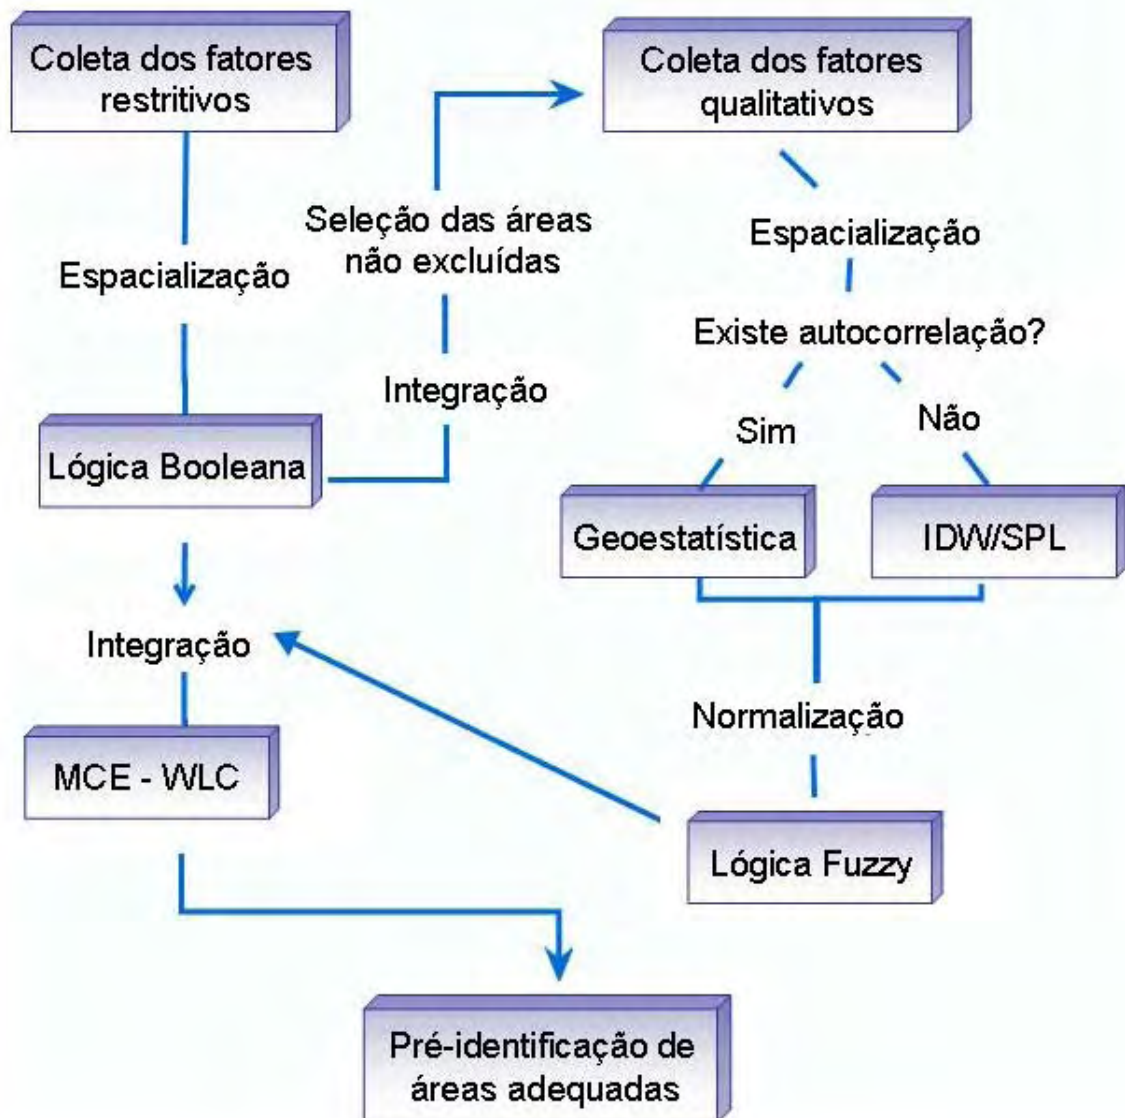 Coleta dos fatores
restritivos
Coleta dos fatores
qualitativos
Seleção das áreas
não excluídas
Espacialização
Espacialização
Existe autocorrelação?
Integração
Sim
Não
Lógica Booleana
Geoestatística
IDW/SPL
Integração
Normalização
MCE - WLC
Lógica Fuzzy
Pré-identificação de
áreas adequadas